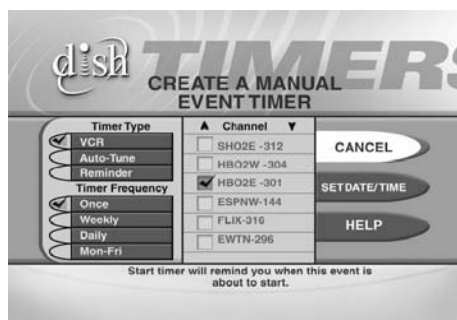 dish
TIMERS
CREATE A MANUAL
EVENT TIMER
Timer Type
VCR
Auto-Tune
Reminder
Timer Frequency
Once
Weekly
Daily
Mon-Fri
Channel
SHO2E -312
HBO2W -304
HBO2E -301
ESPNW-144
FLIX-316
EWTN-296
CANCEL
SET DATE/TIME
HELP
Start timer will remind you when this event is
about to start.